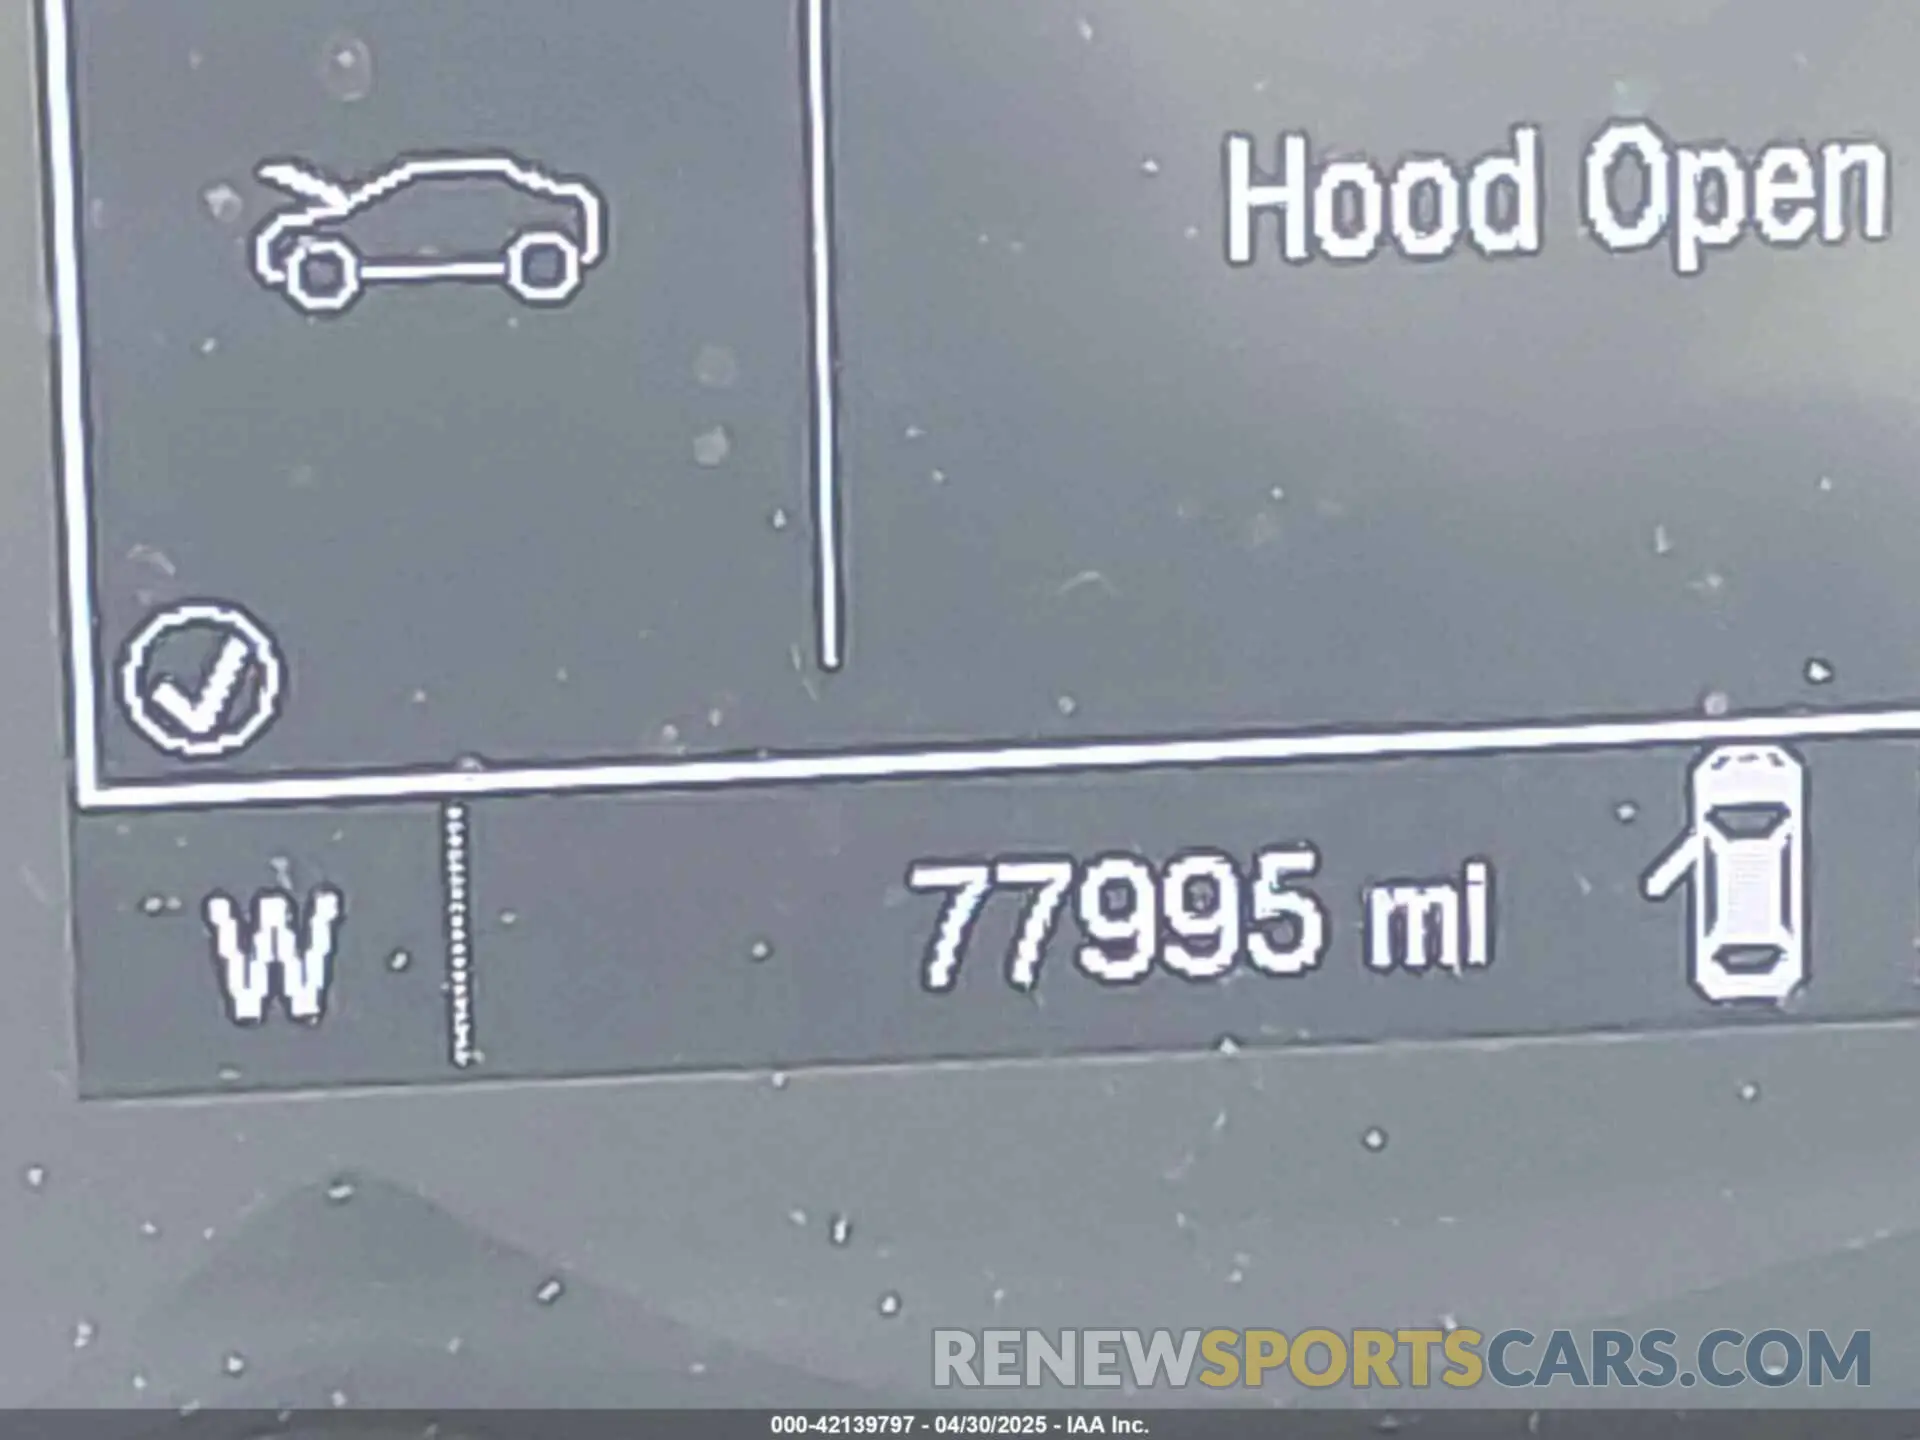 Hood Open
W
77995 mi
RENEWSPORTSCARS.COM
000-42139797 - 04/30/2025 - IAA Inc.